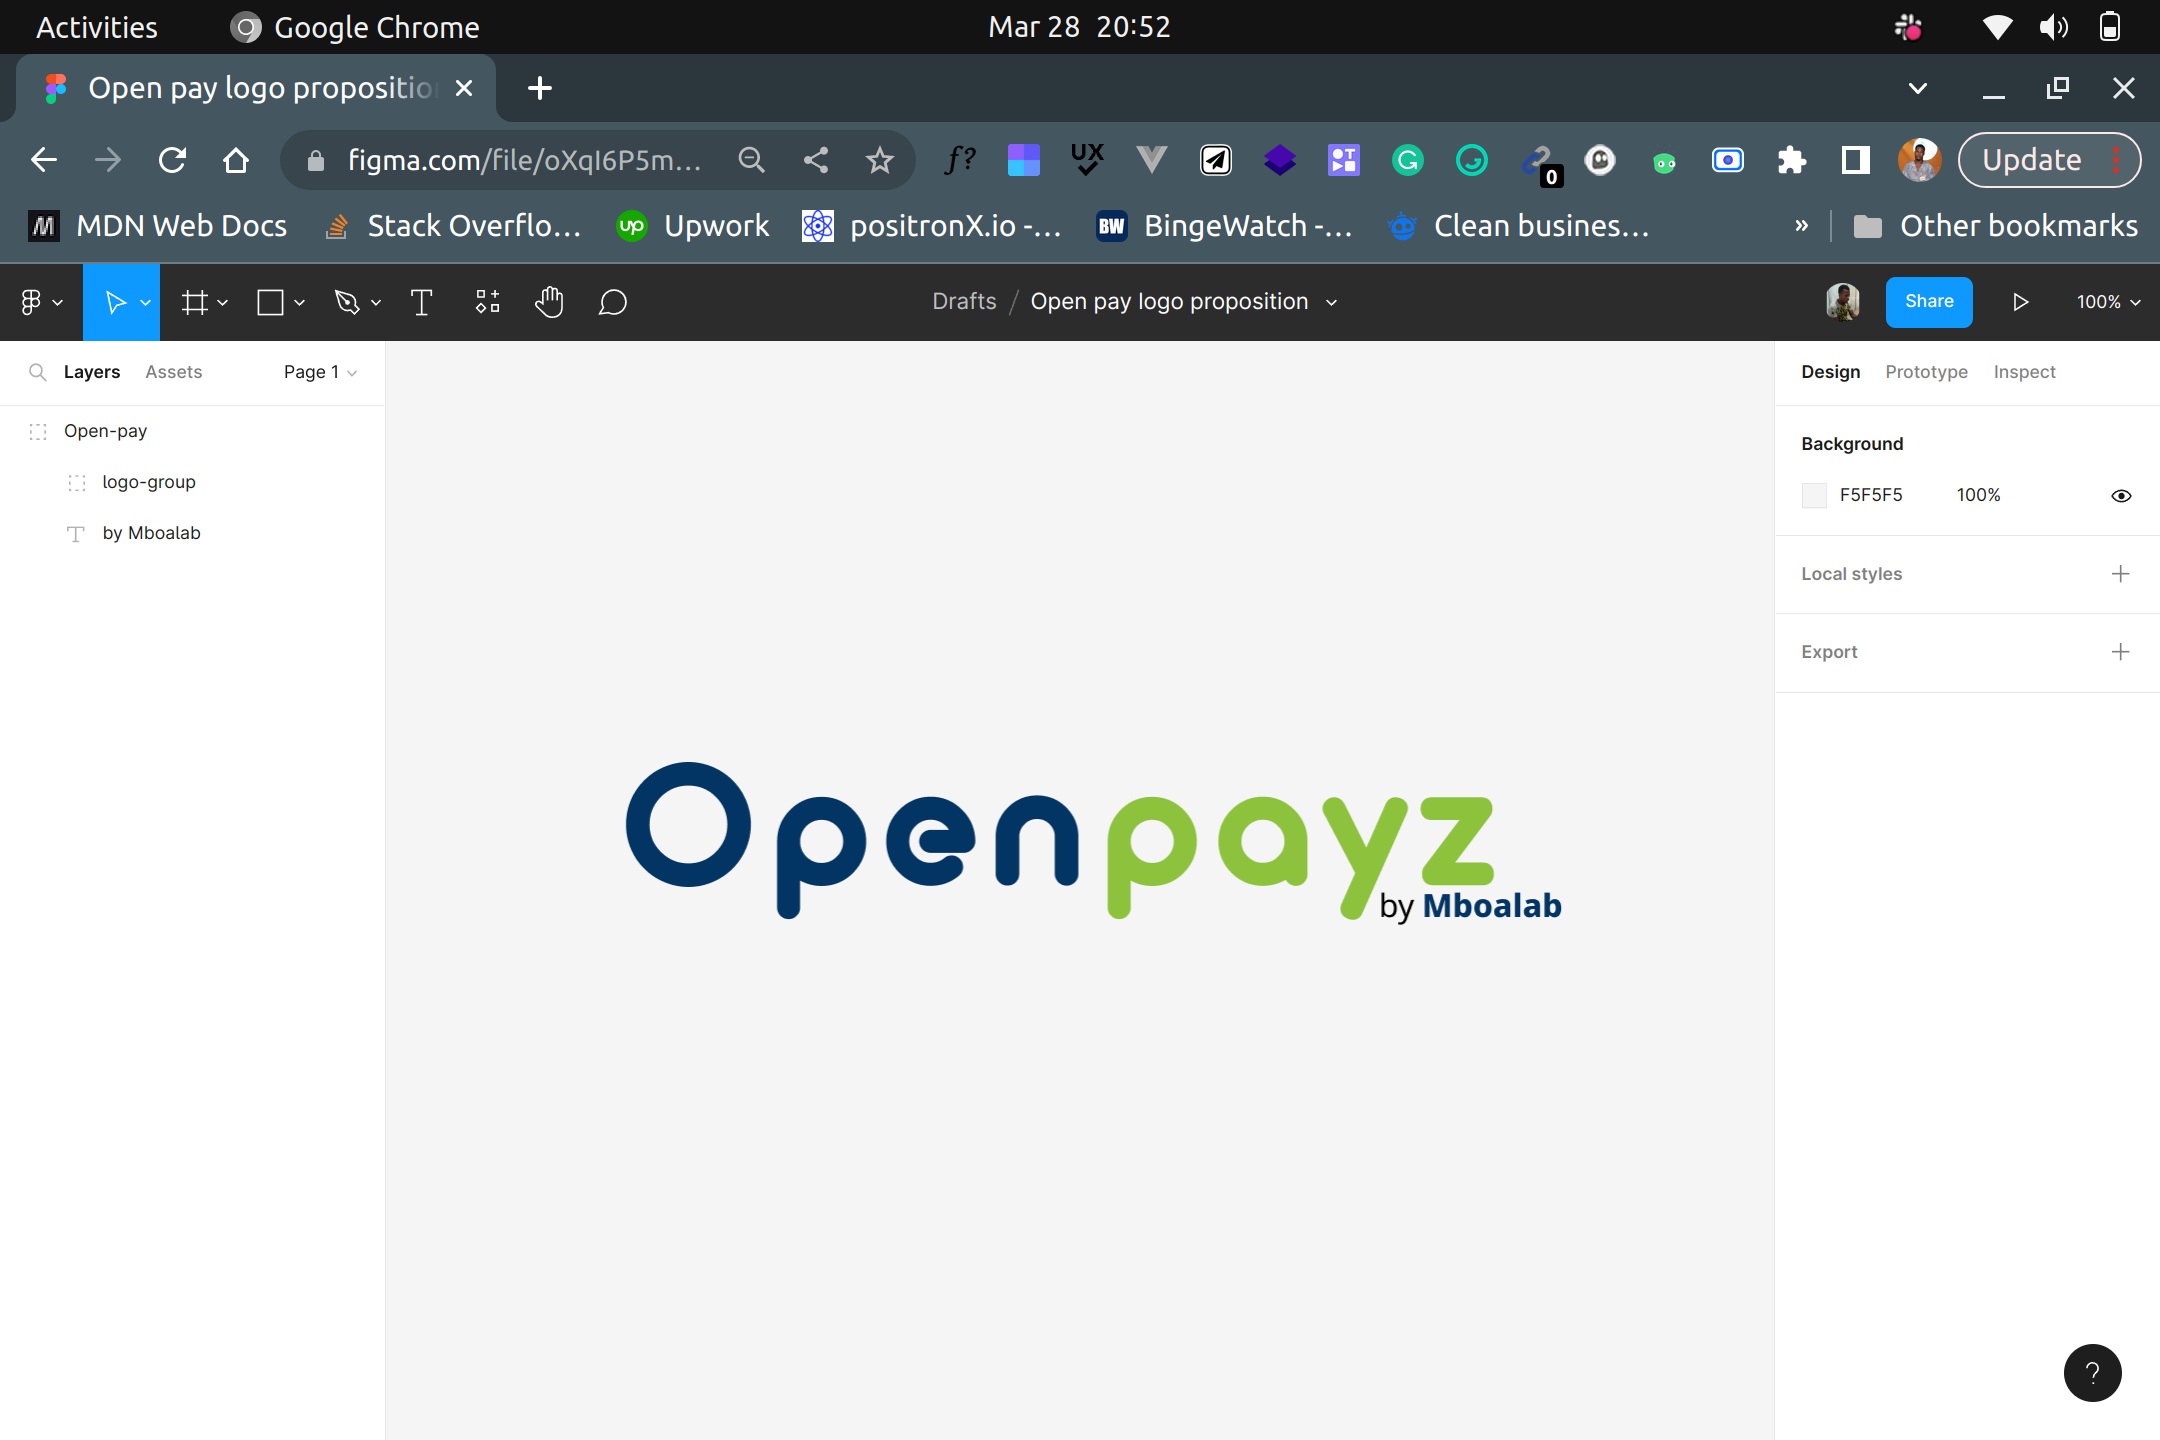 Activities
Google Chrome
Mar 28 20:52
Open pay logo proposition
figma.com/file/oXqI6P5m...
f?
UX
0
Update
MDN Web Docs
Stack Overflo...
up
Upwork
positronX.io -...
BW
BingeWatch -...
Clean busines...
»
Other bookmarks
Drafts / Open pay logo proposition
Share
100%
Layers
Assets
Page 1
Design
Prototype
Inspect
Open-pay
logo-group
by Mboalab
Background
F5F5F5
100%
Local styles
Export
Openpayz
by Mboalab
?